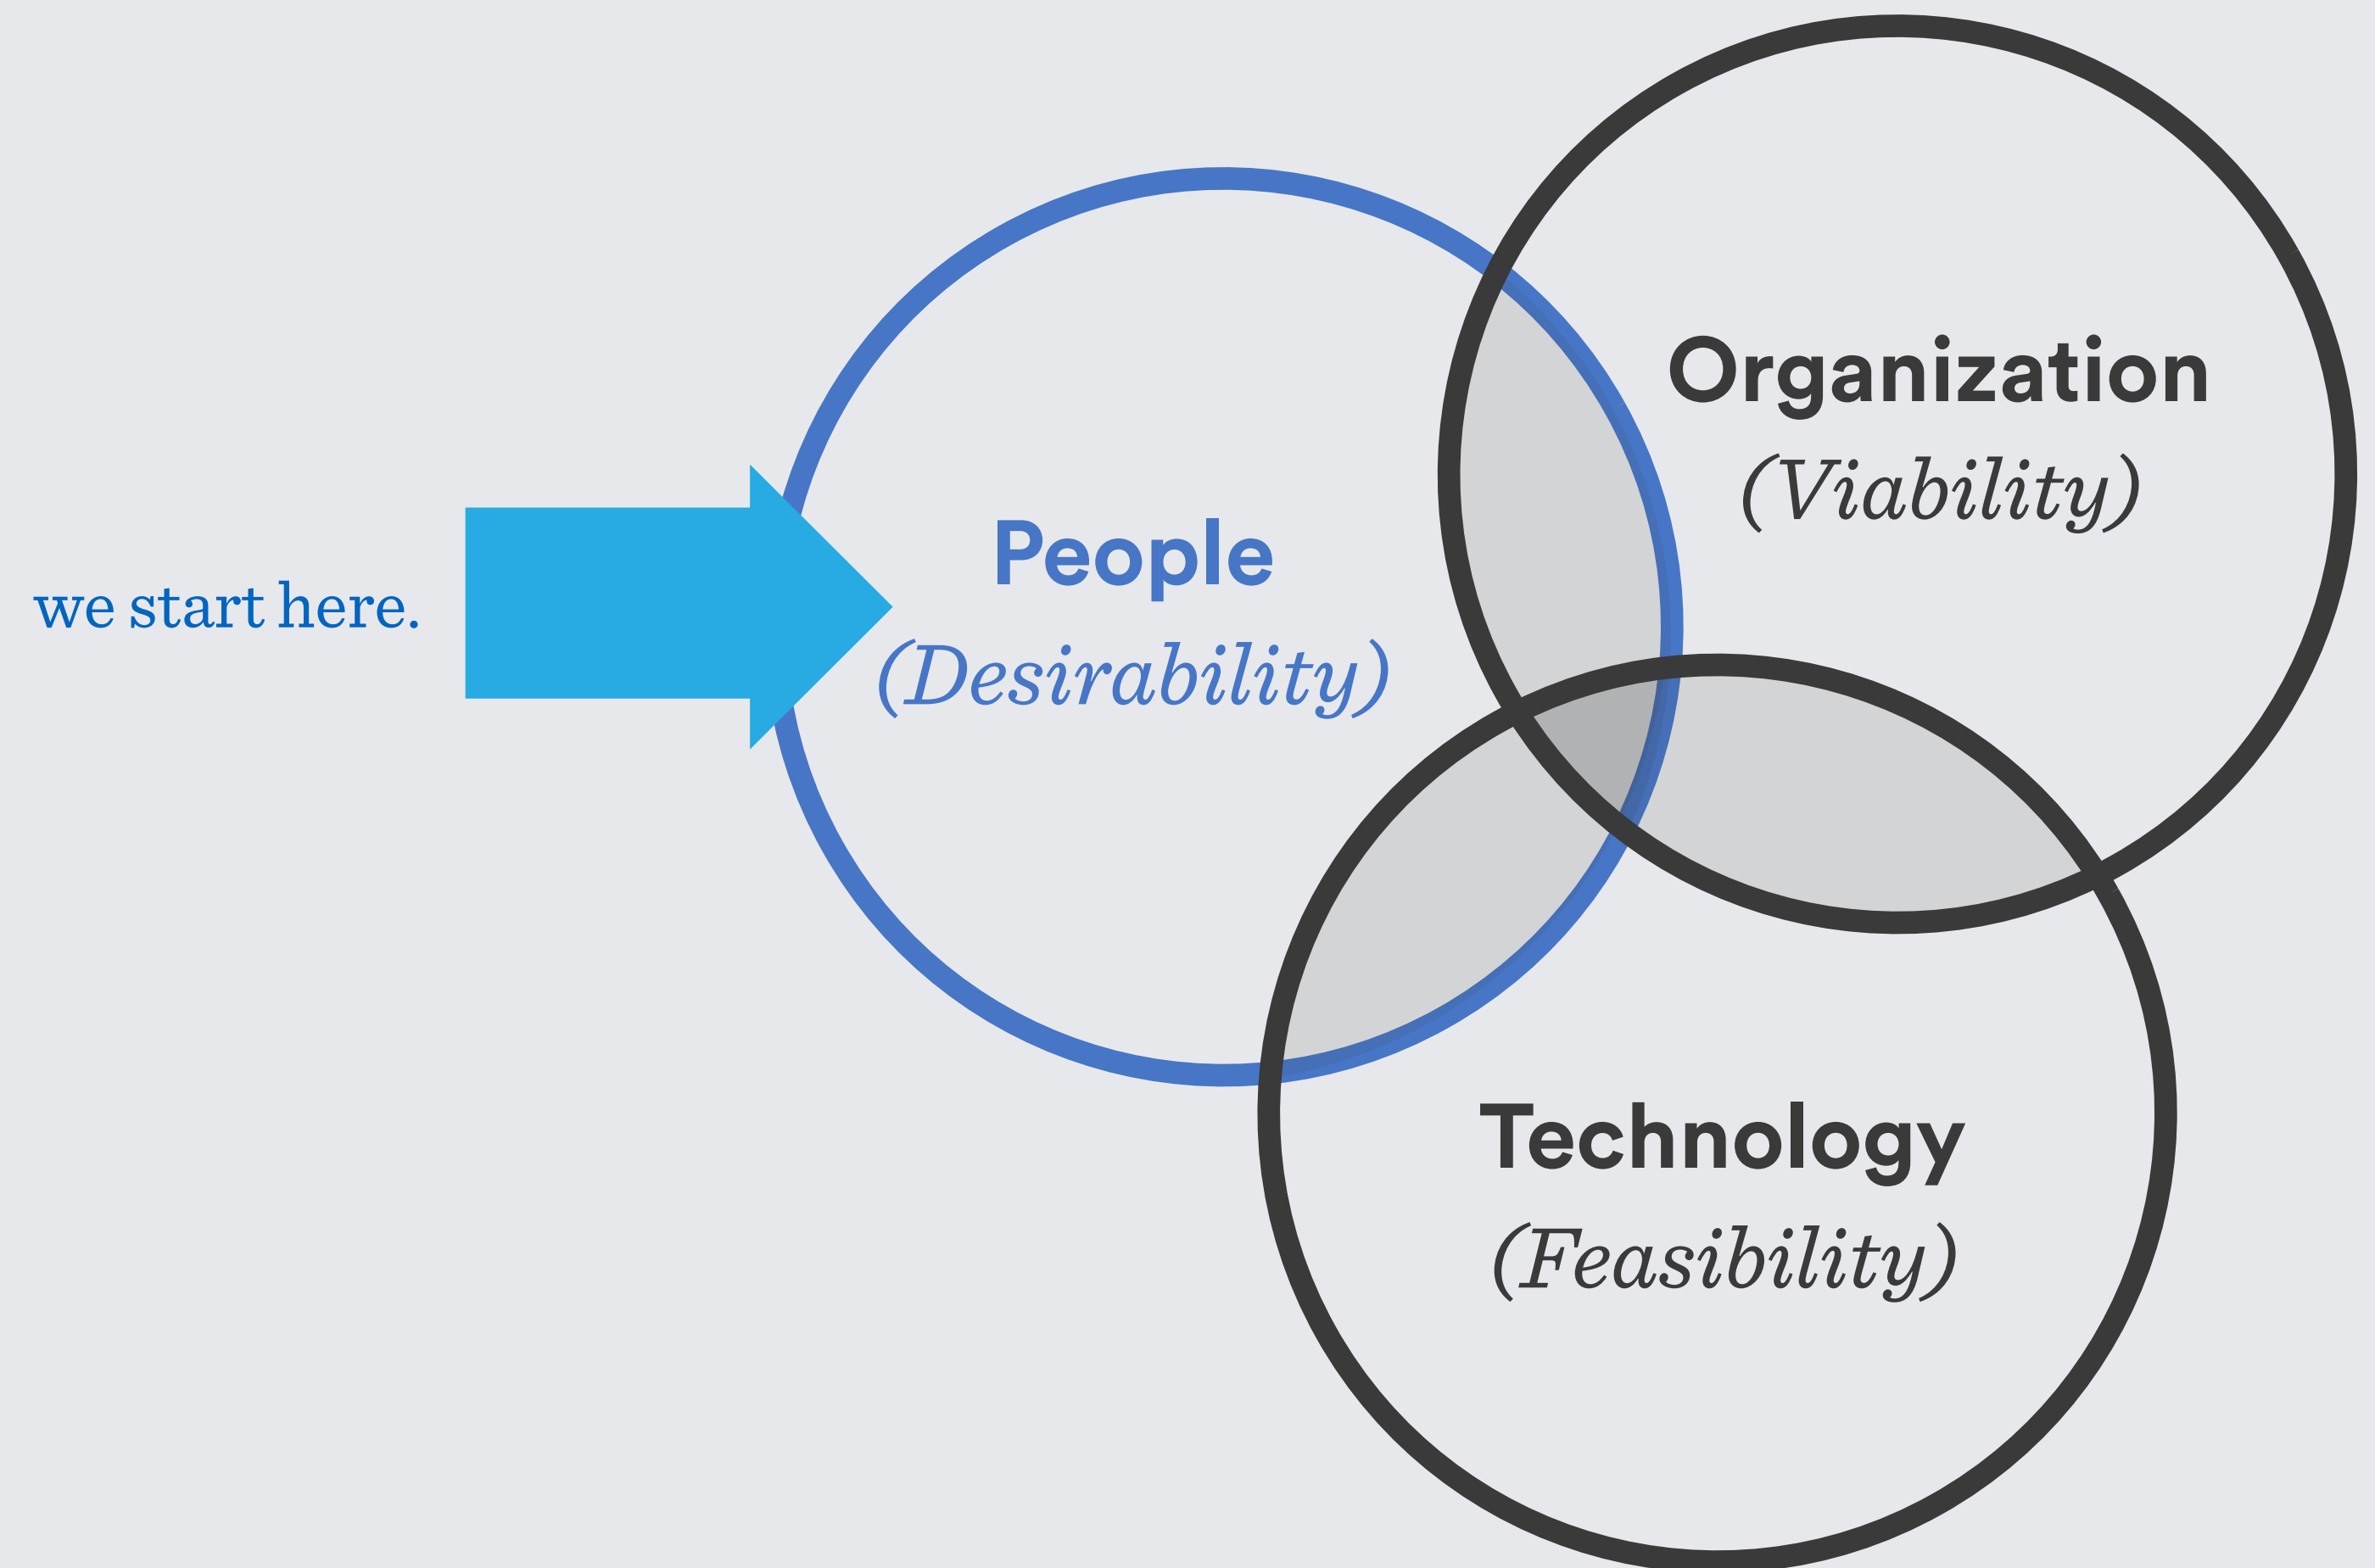 we start here.
People
(Desirability)
Organization
(Viability)
Technology
(Feasibility)